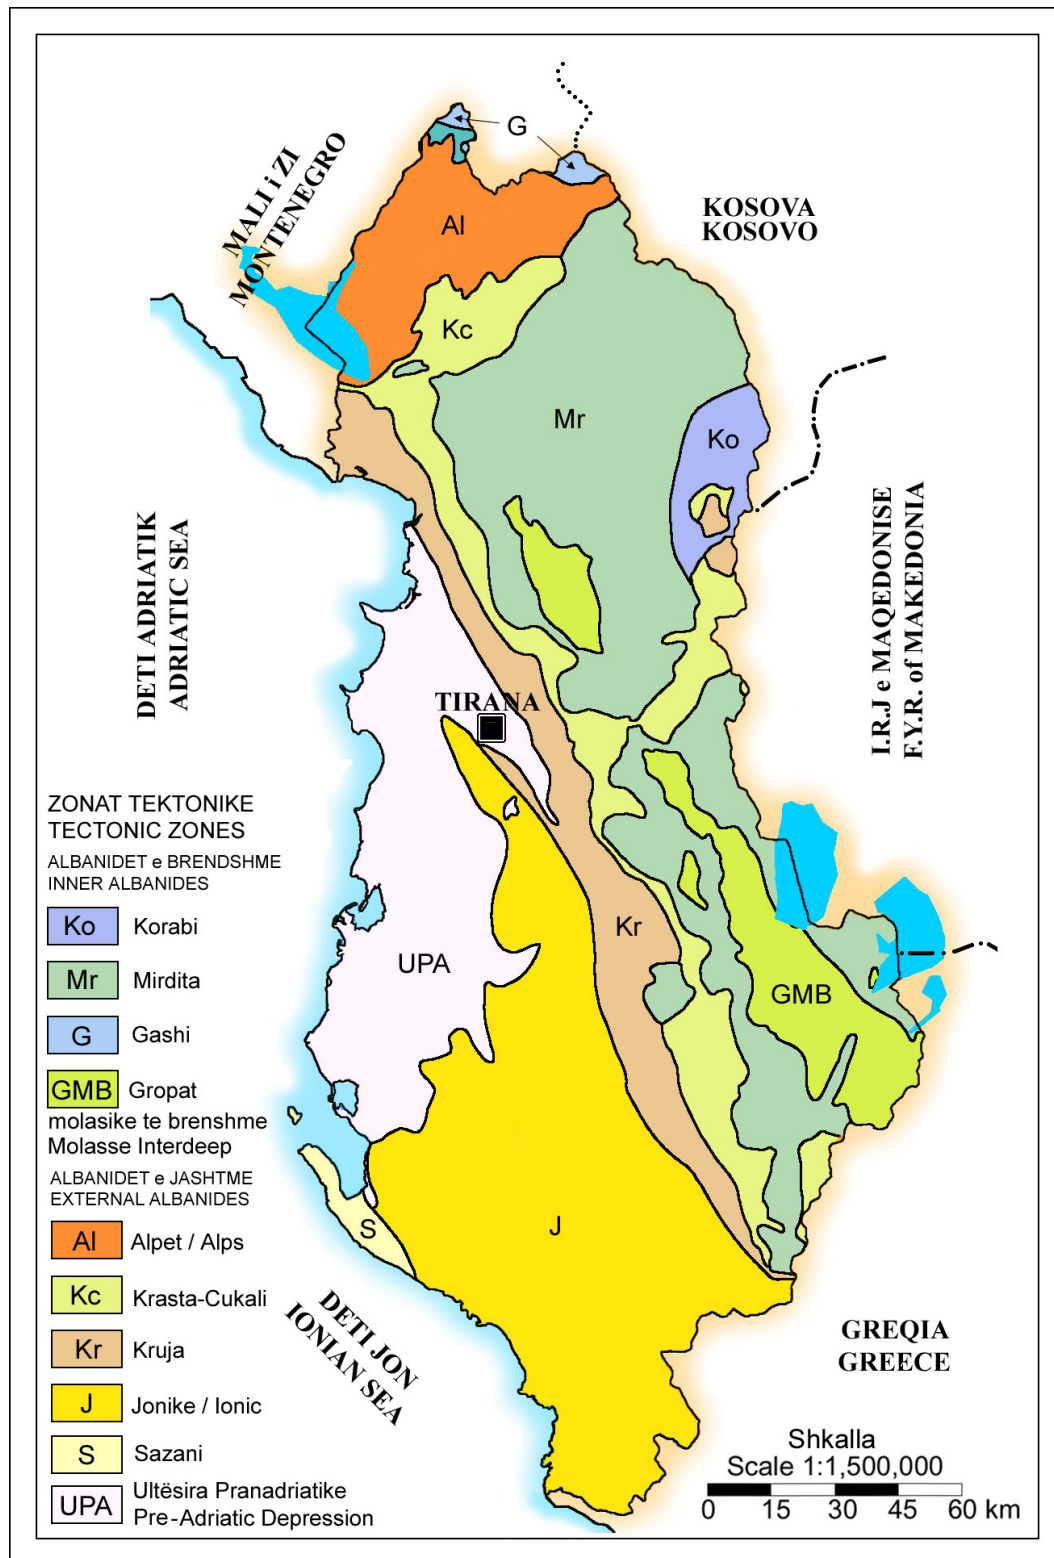 G
MALI i ZI
MONTENEGRO
KOSOVA
KOSOVO
Al
Kc
Mr
Ko
DETI ADRIATIK
ADRIATIC SEA
I.R.J e MAQEDONISE
F.Y.R. of MAKEDONIA
TIRANA
Kr
UPA
GMB
J
S
DETI JON
IONIAN SEA
GREQIA
GREECE
ZONAT TEKTONIKE
TECTONIC ZONES
ALBANIDET e BRENDSHME
INNER ALBANIDES
Ko Korabi
Mr Mirdita
G Gashi
GMB Gropat
molasike te brenshme
Molasse Interdeep
ALBANIDET e JASHTME
EXTERNAL ALBANIDES
Al Alpet / Alps
Kc Krasta-Cukali
Kr Kruja
J Jonike / Ionic
S Sazani
UPA Ultësira Pranadriatike
Pre-Adriatic Depression
Shkalla
Scale 1:1,500,000
0 15 30 45 60 km